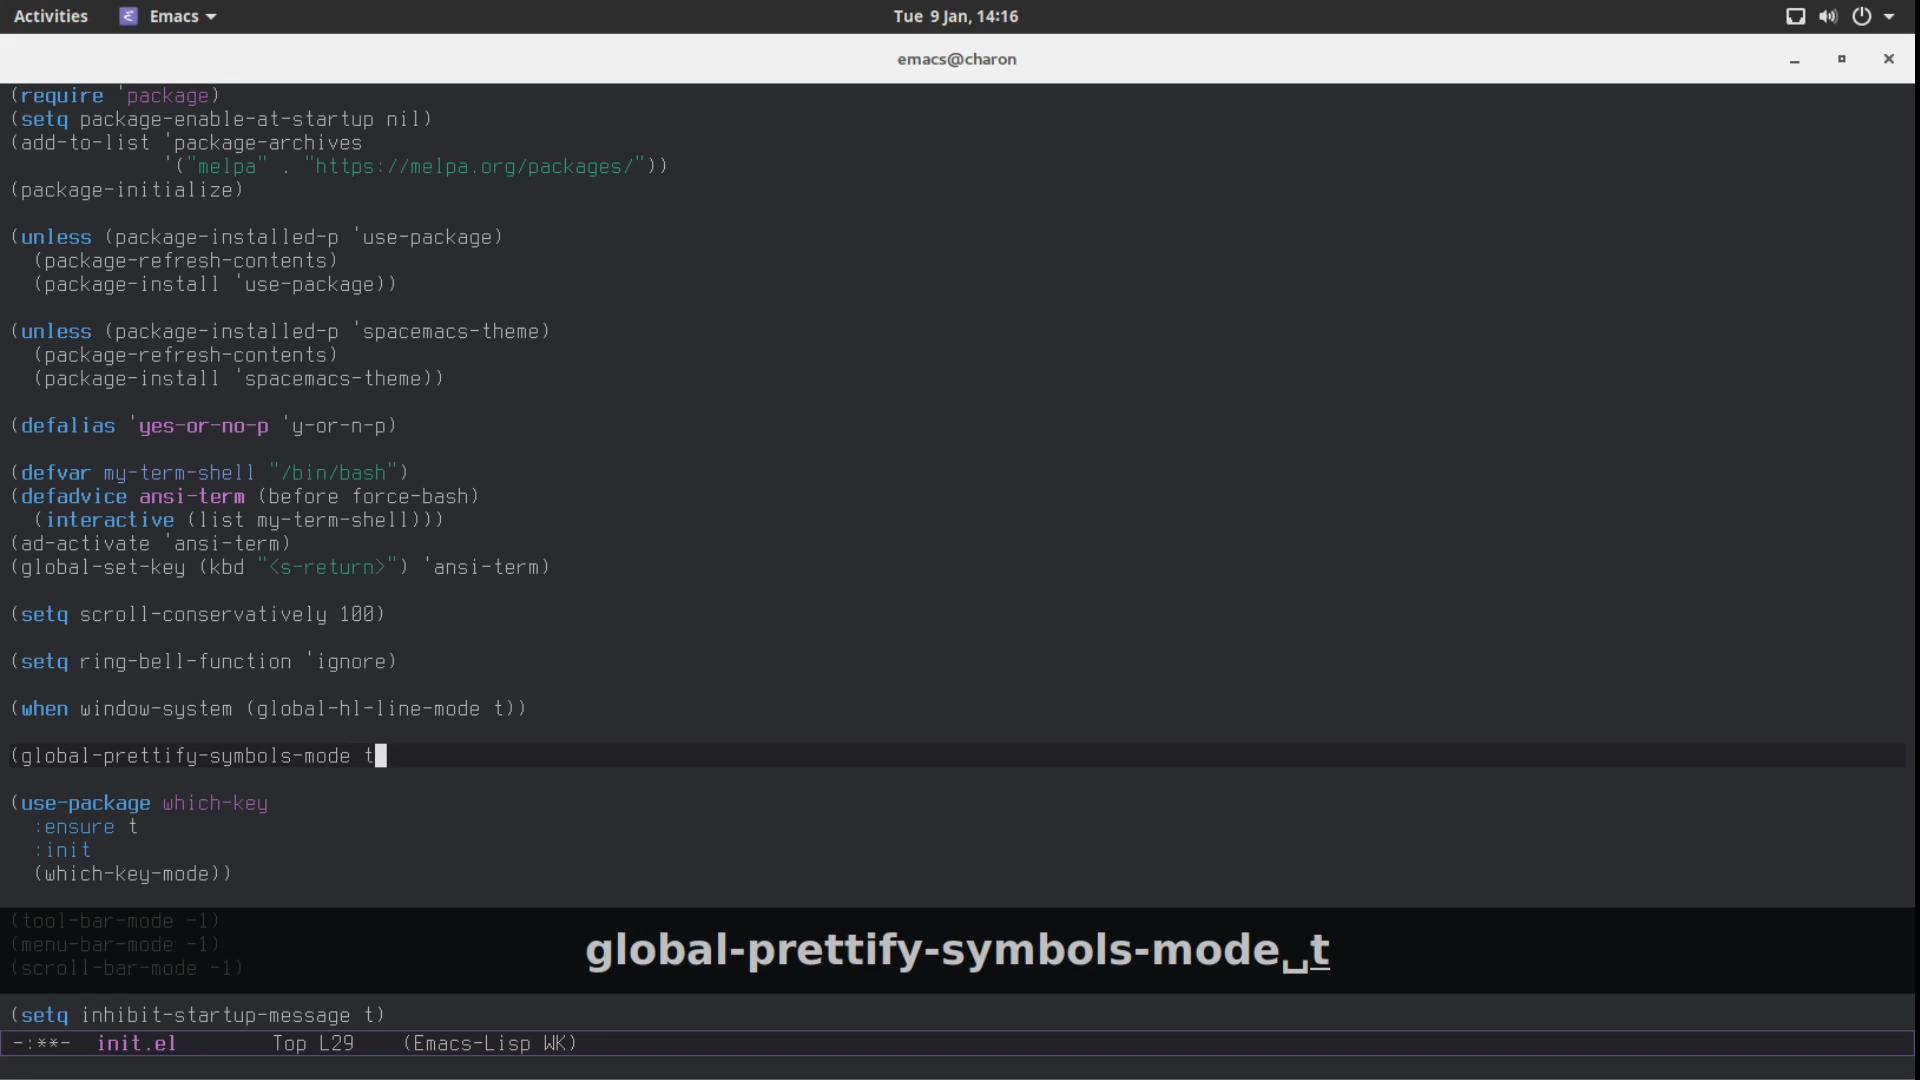 Activities Emacs Tue 9 Jan, 14:16
emacs@charon
(require 'package)
(setq package-enable-at-startup nil)
(add-to-list 'package-archives
             '("melpa" . "https://melpa.org/packages/"))
(package-initialize)
(unless (package-installed-p 'use-package)
  (package-refresh-contents)
  (package-install 'use-package))
(unless (package-installed-p 'spacemacs-theme)
  (package-refresh-contents)
  (package-install 'spacemacs-theme))
(defalias 'yes-or-no-p 'y-or-n-p)
(defvar my-term-shell "/bin/bash")
(defadvice ansi-term (before force-bash)
  (interactive (list my-term-shell)))
(ad-activate 'ansi-term)
(global-set-key (kbd "<s-return>") 'ansi-term)
(setq scroll-conservatively 100)
(setq ring-bell-function 'ignore)
(when window-system (global-hl-line-mode t))
(global-prettify-symbols-mode t
(use-package which-key
  :ensure t
  :init
  (which-key-mode))
(tool-bar-mode -1)
(menu-bar-mode -1)
(scroll-bar-mode -1)
global-prettify-symbols-mode␣t
(setq inhibit-startup-message t)
-:**-  init.el        Top L29    (Emacs-Lisp WK)